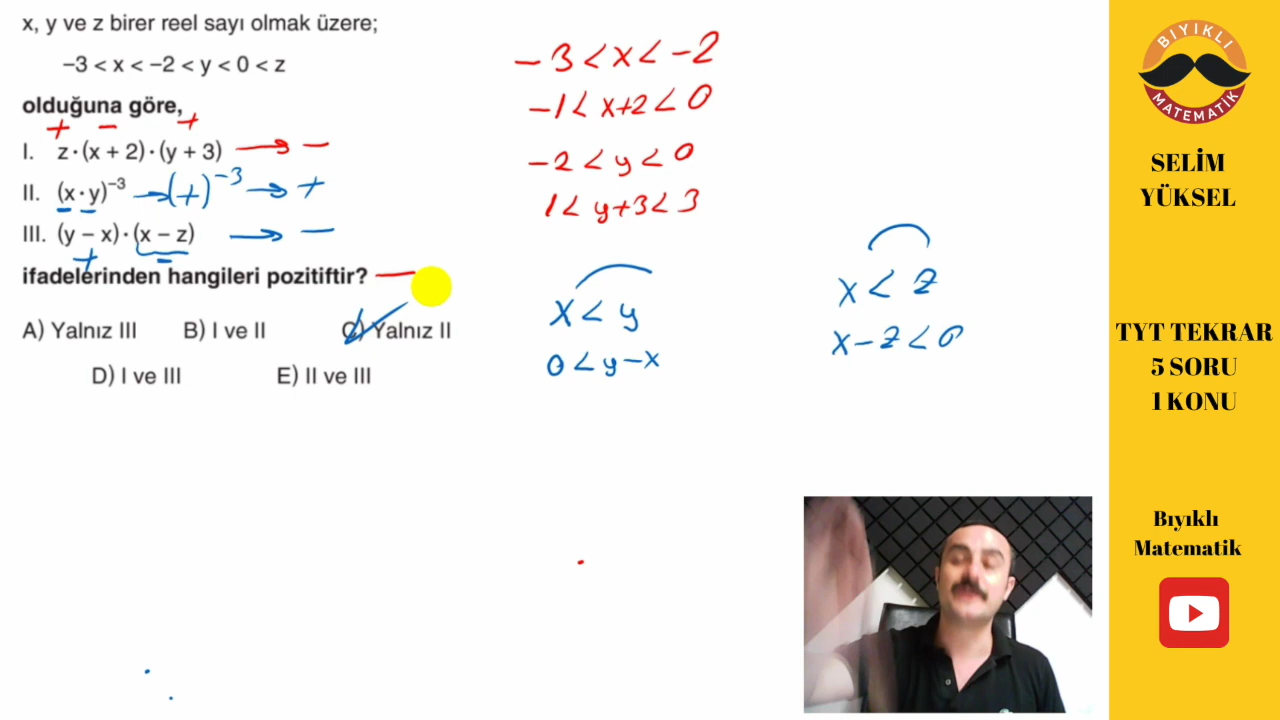 x, y ve z birer reel sayı olmak üzere;
−3 < x < −2 < y < 0 < z
olduğuna göre,
+ − +
I. z · (x + 2) · (y + 3) → −
II. (x · y)⁻³ → (+)⁻³ → +
III. (y − x) · (x − z) → −
+ −
ifadelerinden hangileri pozitiftir? —
A) Yalnız III B) I ve II C) Yalnız II
D) I ve III E) II ve III
−3 < x < −2
−1 < x+2 < 0
−2 < y < 0
1 < y+3 < 3
x < y
0 < y−x
x < z
x−z < 0
BIYIKLI
MATEMATİK
SELİM
YÜKSEL
TYT TEKRAR
5 SORU
1 KONU
Bıyıklı
Matematik